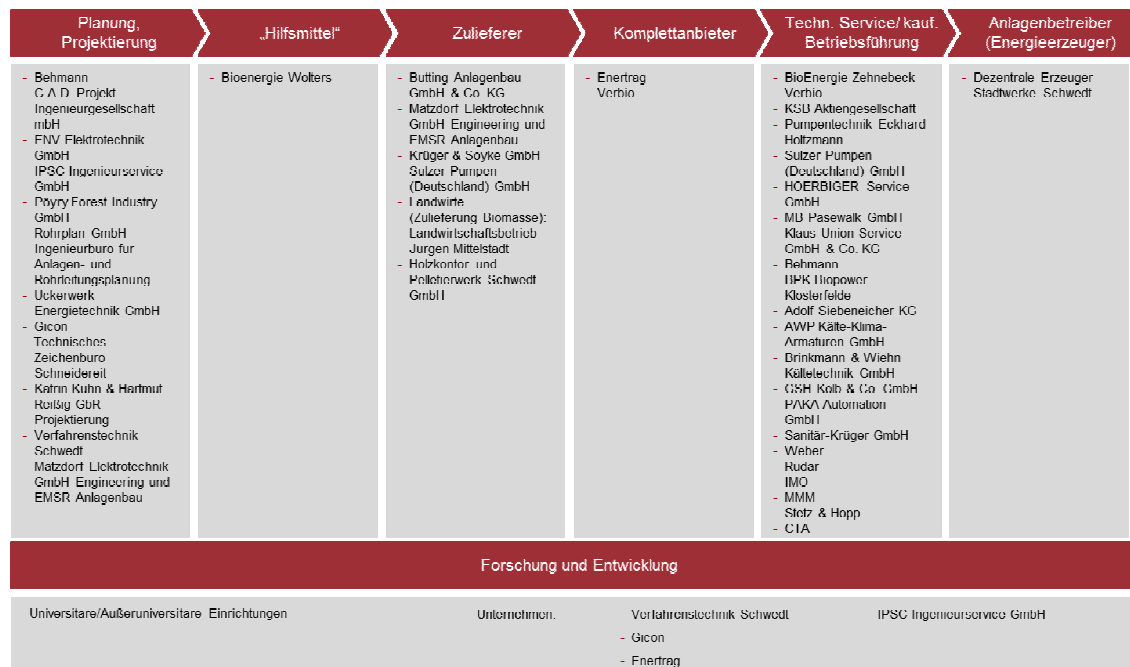 Planung,
Projektierung
„Hilfsmittel“
Zulieferer
Komplettanbieter
Techn. Service/ kauf.
Betriebsführung
Anlagenbetreiber
(Energieerzeuger)
- Behmann
C.A.D. Projekt
Ingenieurgesellschaft
mbH
- ENV Elektrotechnik
GmbH
IPSC Ingenieurservice
GmbH
- Pöyry Forest Industry
GmbH
Rohrplan GmbH
Ingenieurbüro für
Anlagen- und
Rohrleitungsplanung
- Uckerwerk
Energietechnik GmbH
- Gicon
Technisches
Zeichenbüro
Schneidereit
- Katrin Kuhn & Hartmut
Reißig GbR
Projektierung
- Verfahrenstechnik
Schwedt
Matzdorf Elektrotechnik
GmbH Engineering und
EMSR Anlagenbau
- Bioenergie Wolters
- Butting Anlagenbau
GmbH & Co. KG
- Matzdorf Elektrotechnik
GmbH Engineering und
EMSR Anlagenbau
- Krüger & Soyke GmbH
Sulzer Pumpen
(Deutschland) GmbH
- Landwirte
(Zulieferung Biomasse):
Landwirtschaftsbetrieb
Jürgen Mittelstädt
- Holzkontor und
Pelletierwerk Schwedt
GmbH
- Enertrag
Verbio
- BioEnergie Zehnebeck
Verbio
- KSB Aktiengesellschaft
- Pumpentechnik Eckhard
Holtzmann
- Sulzer Pumpen
(Deutschland) GmbH
- HOERBIGER Service
GmbH
- MB Pasewalk GmbH
Klaus Union Service
GmbH & Co. KG
- Behmann
BPK Biopower
Klosterfelde
- Adolf Siebeneicher KG
- AWP Kälte-Klima-
Armaturen GmbH
- Brinkmann & Wiehn
Kältetechnik GmbH
- GSH Kolb & Co. GmbH
PAKA Automation
GmbH
- Sanitär-Krüger GmbH
- Weber
Rudar
IMO
- MMM
Stetz & Hopp
- CTA
- Dezentrale Erzeuger
Stadtwerke Schwedt
Forschung und Entwicklung
Universitäre/Außeruniversitäre Einrichtungen
Unternehmen:
Verfahrenstechnik Schwedt
- Gicon
- Enertrag
IPSC Ingenieurservice GmbH